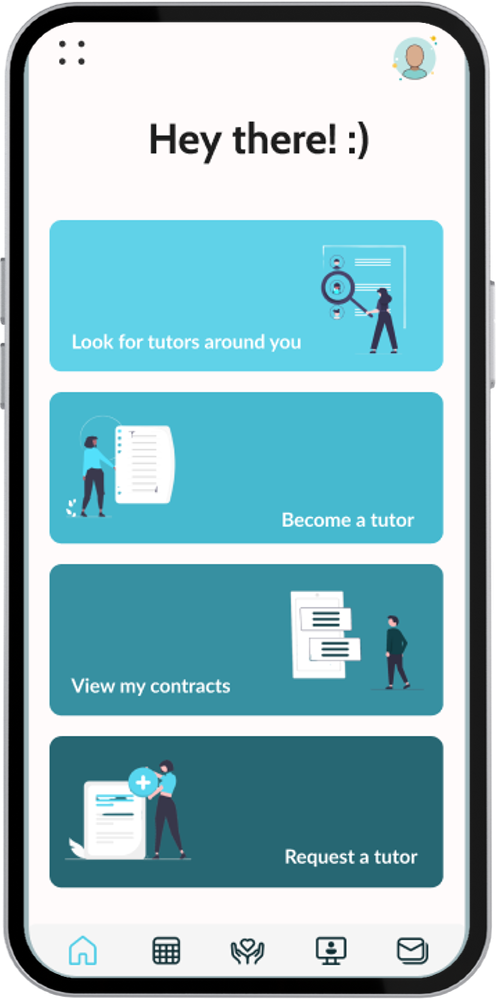 Hey there! :)
Look for tutors around you
Become a tutor
View my contracts
Request a tutor